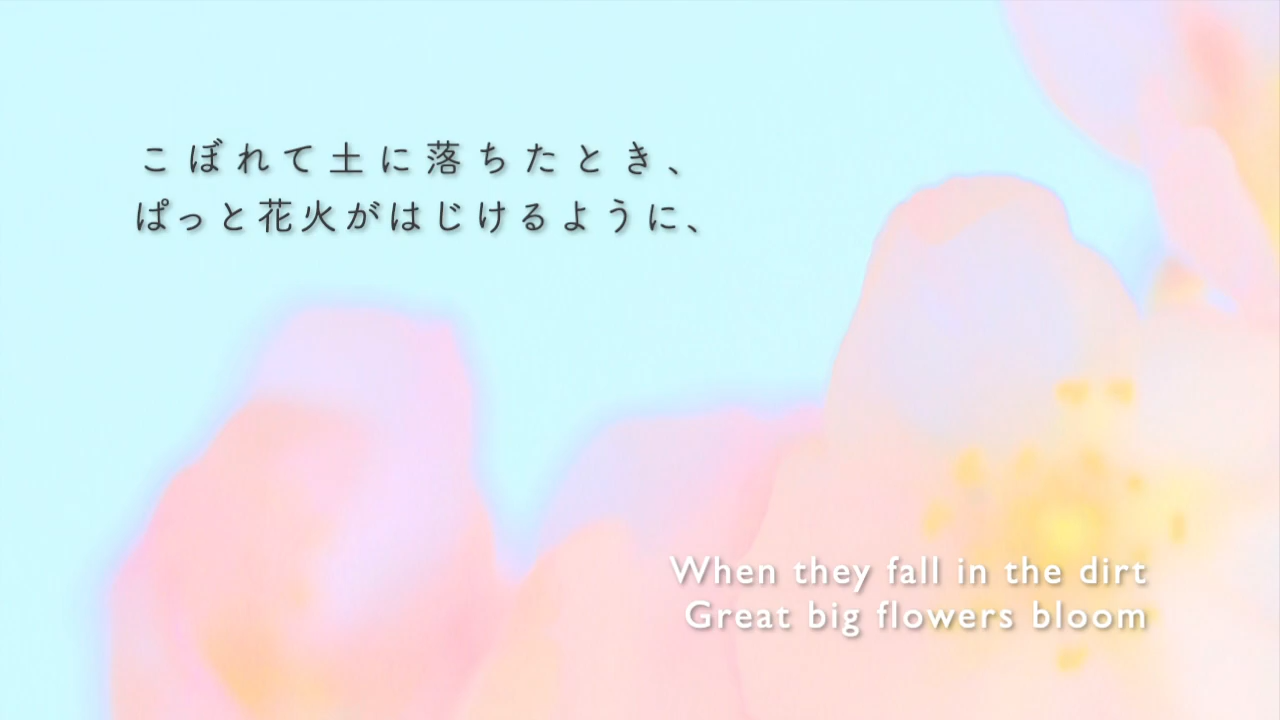 こぼれて土に落ちたとき、
ぱっと花火がはじけるように、
When they fall in the dirt
Great big flowers bloom